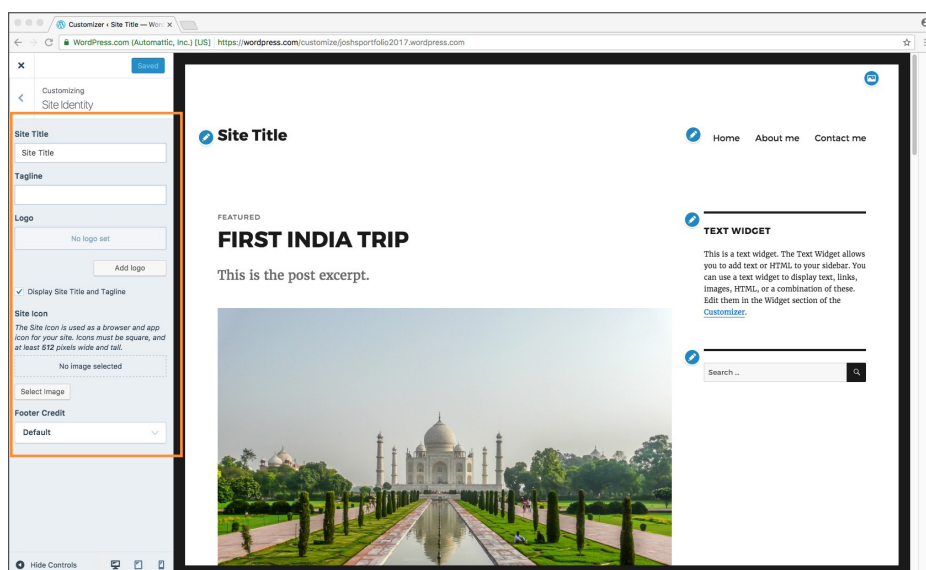 Customizer ‹ Site Title — Word
WordPress.com (Automattic, Inc.) [US]
https://wordpress.com/customize/joshsportfolio2017.wordpress.com
Saved
Customizing
Site Identity
Site Title
Site Title
Tagline
Logo
No logo set
Add logo
Display Site Title and Tagline
Site Icon
The Site Icon is used as a browser and app
icon for your site. Icons must be square, and
at least 512 pixels wide and tall.
No image selected
Select Image
Footer Credit
Default
Hide Controls
Site Title
Home
About me
Contact me
FEATURED
FIRST INDIA TRIP
This is the post excerpt.
TEXT WIDGET
This is a text widget. The Text Widget allows
you to add text or HTML to your sidebar. You
can use a text widget to display text, links,
images, HTML, or a combination of these.
Edit them in the Widget section of the
Customizer.
Search ...